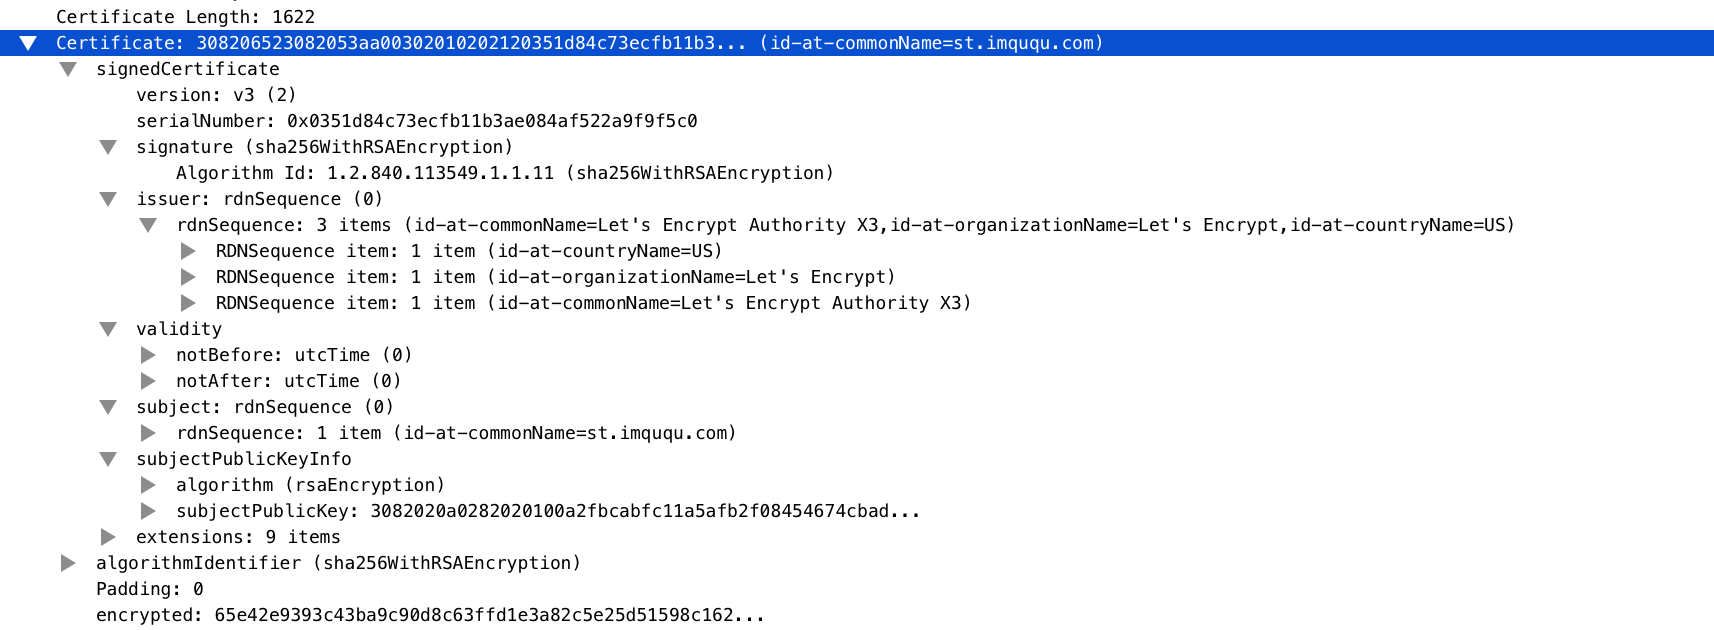 Certificate Length: 1622
Certificate: 308206523082053aa00302010202120351d84c73ecfb11b3... (id-at-commonName=st.imququ.com)
signedCertificate
version: v3 (2)
serialNumber: 0x0351d84c73ecfb11b3ae084af522a9f9f5c0
signature (sha256WithRSAEncryption)
Algorithm Id: 1.2.840.113549.1.1.11 (sha256WithRSAEncryption)
issuer: rdnSequence (0)
rdnSequence: 3 items (id-at-commonName=Let's Encrypt Authority X3,id-at-organizationName=Let's Encrypt,id-at-countryName=US)
RDNSequence item: 1 item (id-at-countryName=US)
RDNSequence item: 1 item (id-at-organizationName=Let's Encrypt)
RDNSequence item: 1 item (id-at-commonName=Let's Encrypt Authority X3)
validity
notBefore: utcTime (0)
notAfter: utcTime (0)
subject: rdnSequence (0)
rdnSequence: 1 item (id-at-commonName=st.imququ.com)
subjectPublicKeyInfo
algorithm (rsaEncryption)
subjectPublicKey: 3082020a0282020100a2fbcabfc11a5afb2f08454674cbad...
extensions: 9 items
algorithmIdentifier (sha256WithRSAEncryption)
Padding: 0
encrypted: 65e42e9393c43ba9c90d8c63ffd1e3a82c5e25d51598c162...